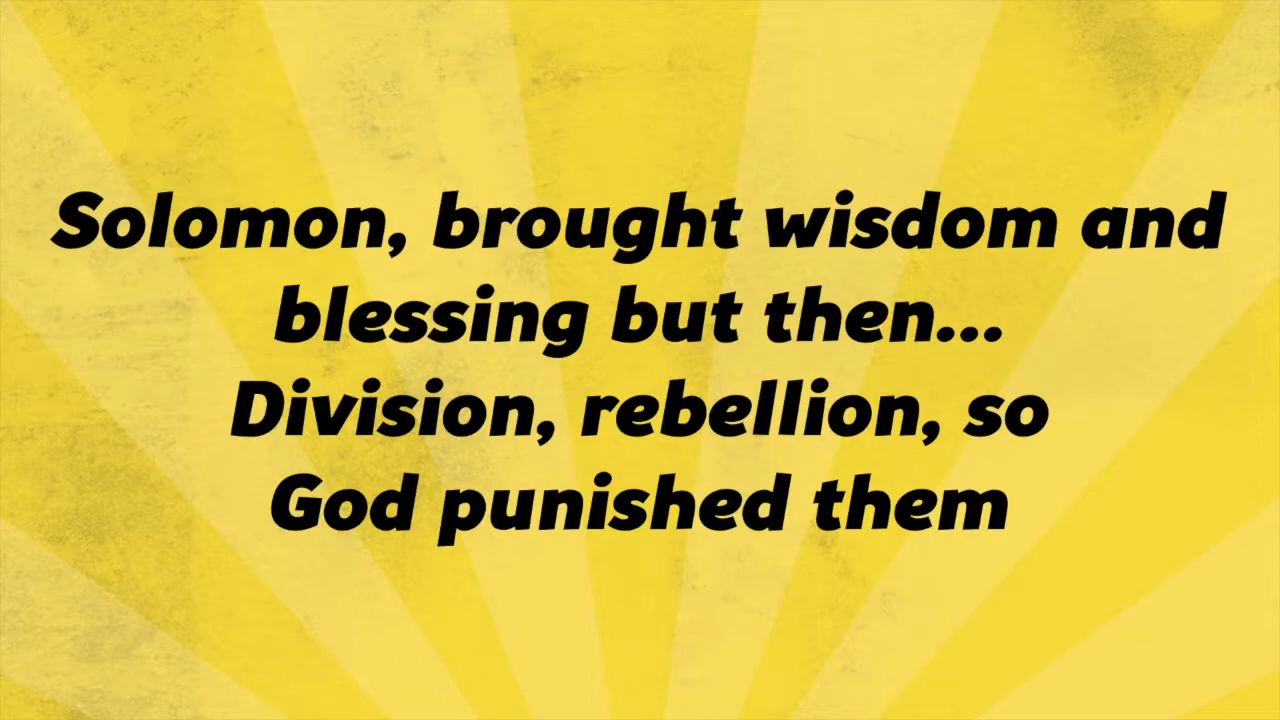 Solomon, brought wisdom and
blessing but then...
Division, rebellion, so
God punished them